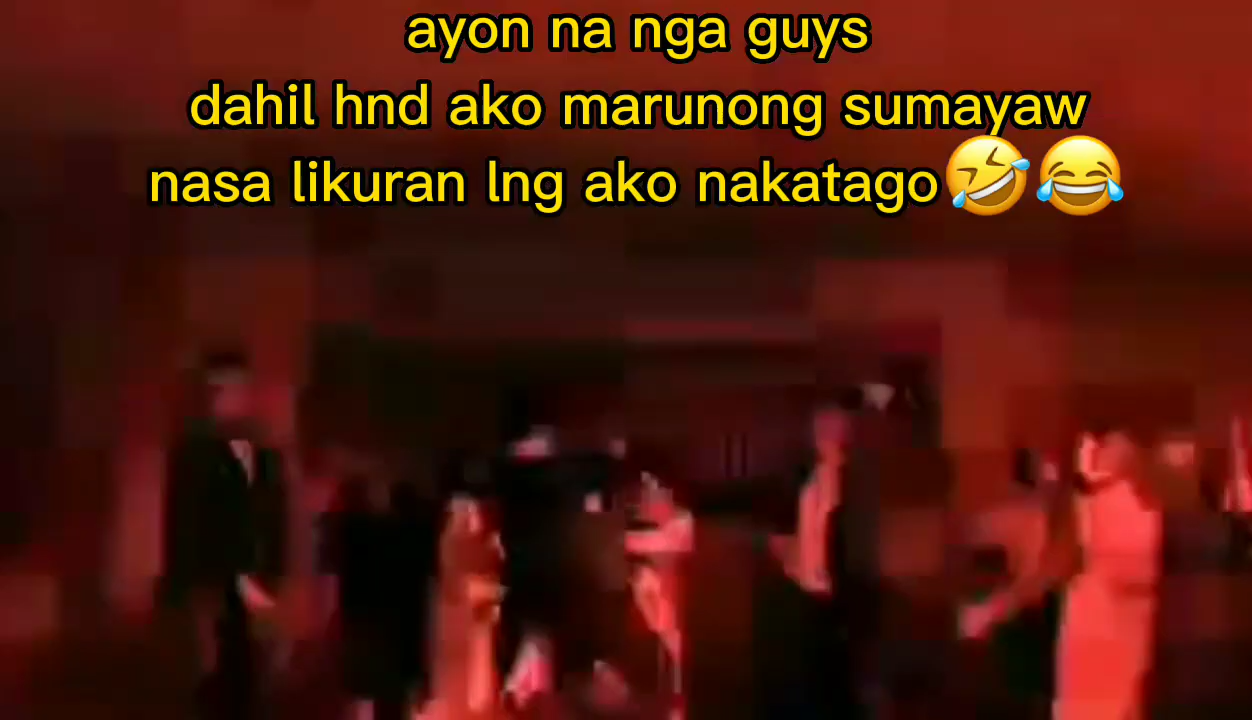 ayon na nga guys
dahil hnd ako marunong sumayaw
nasa likuran lng ako nakatago🤣😂